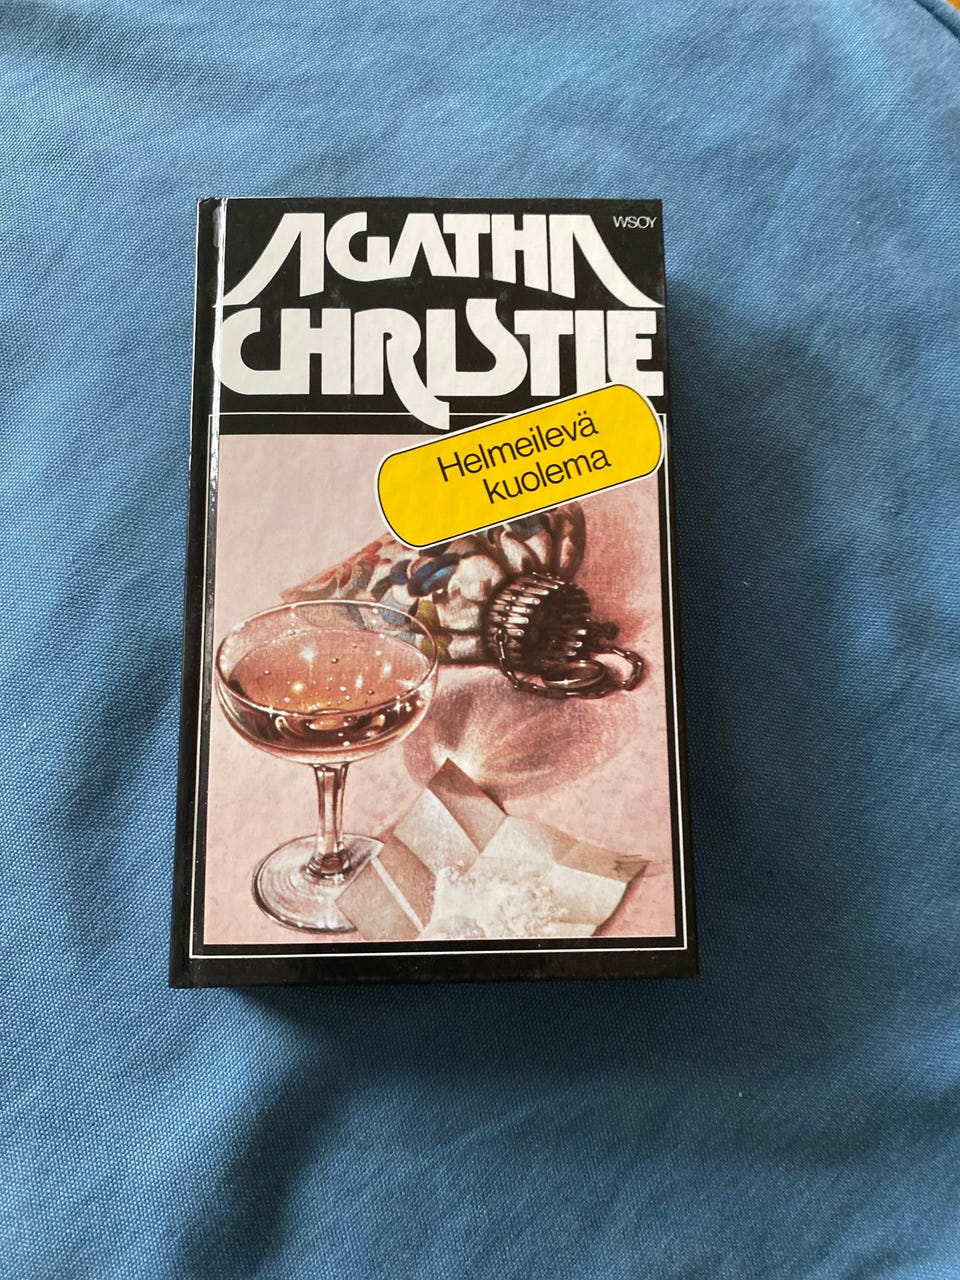 AGATHA
WSOY
CHRISTIE
Helmeilevä
kuolema